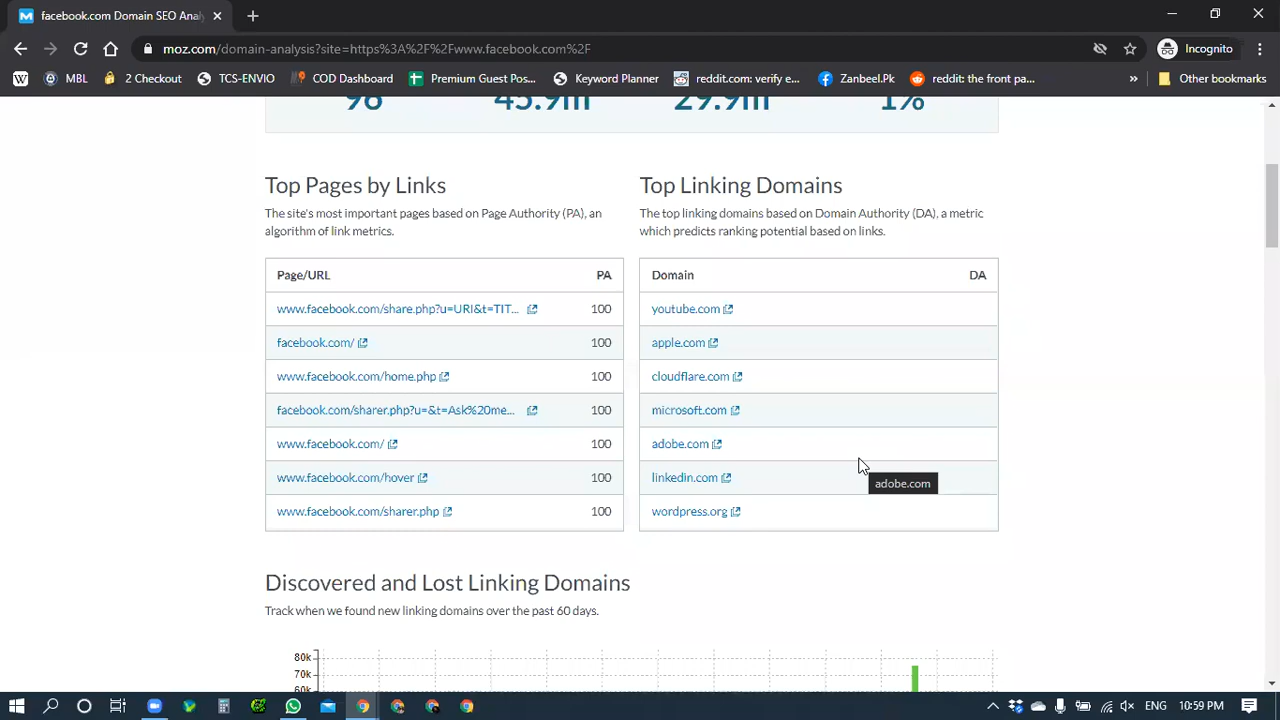 facebook.com Domain SEO Anal
moz.com/domain-analysis?site=https%3A%2F%2Fwww.facebook.com%2F
Incognito
MBL
2 Checkout
TCS-ENVIO
COD Dashboard
Premium Guest Pos...
Keyword Planner
reddit.com: verify e...
Zanbeel.Pk
reddit: the front pa...
»
Other bookmarks
96
45.9m
29.9m
1%
Top Pages by Links
The site's most important pages based on Page Authority (PA), an
algorithm of link metrics.
Page/URL PA
www.facebook.com/share.php?u=URI&t=TIT... 100
facebook.com/ 100
www.facebook.com/home.php 100
facebook.com/sharer.php?u=&t=Ask%20me... 100
www.facebook.com/ 100
www.facebook.com/hover 100
www.facebook.com/sharer.php 100
Top Linking Domains
The top linking domains based on Domain Authority (DA), a metric
which predicts ranking potential based on links.
Domain DA
youtube.com
apple.com
cloudflare.com
microsoft.com
adobe.com
linkedin.com
wordpress.org
adobe.com
Discovered and Lost Linking Domains
Track when we found new linking domains over the past 60 days.
80k
70k
60k
ENG
10:59 PM